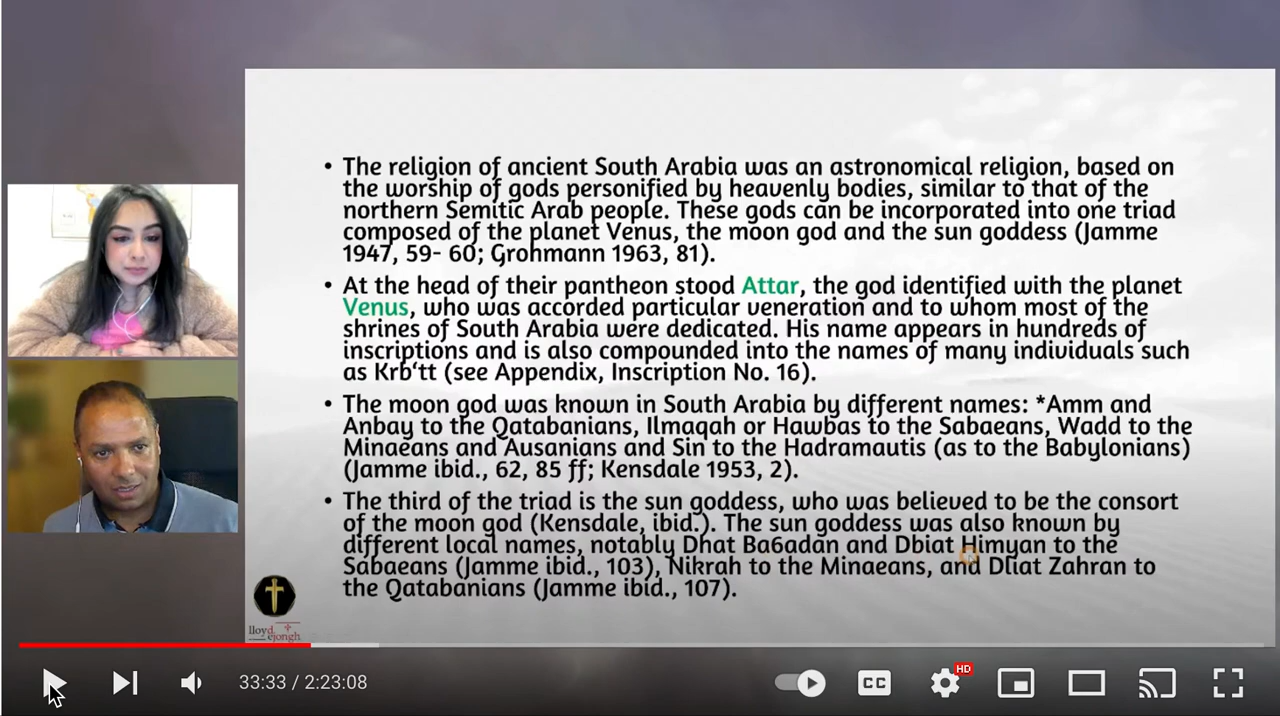 • The religion of ancient South Arabia was an astronomical religion, based on
the worship of gods personified by heavenly bodies, similar to that of the
northern Semitic Arab people. These gods can be incorporated into one triad
composed of the planet Venus, the moon god and the sun goddess (Jamme
1947, 59- 60; Grohmann 1963, 81).
• At the head of their pantheon stood Attar, the god identified with the planet
Venus, who was accorded particular veneration and to whom most of the
shrines of South Arabia were dedicated. His name appears in hundreds of
inscriptions and is also compounded into the names of many individuals such
as Krb‘tt (see Appendix, Inscription No. 16).
• The moon god was known in South Arabia by different names: *Amm and
Anbay to the Qatabanians, Ilmaqah or Hawbas to the Sabaeans, Wadd to the
Minaeans and Ausanians and Sin to the Hadramautis (as to the Babylonians)
(Jamme ibid., 62, 85 ff; Kensdale 1953, 2).
• The third of the triad is the sun goddess, who was believed to be the consort
of the moon god (Kensdale, ibid.). The sun goddess was also known by
different local names, notably Dhat Ba6adan and Dbiat Himyan to the
Sabaeans (Jamme ibid., 103), Nikrah to the Minaeans, and Dliat Zahran to
the Qatabanians (Jamme ibid., 107).
lloyd
ejongh
33:33 / 2:23:08
CC
HD